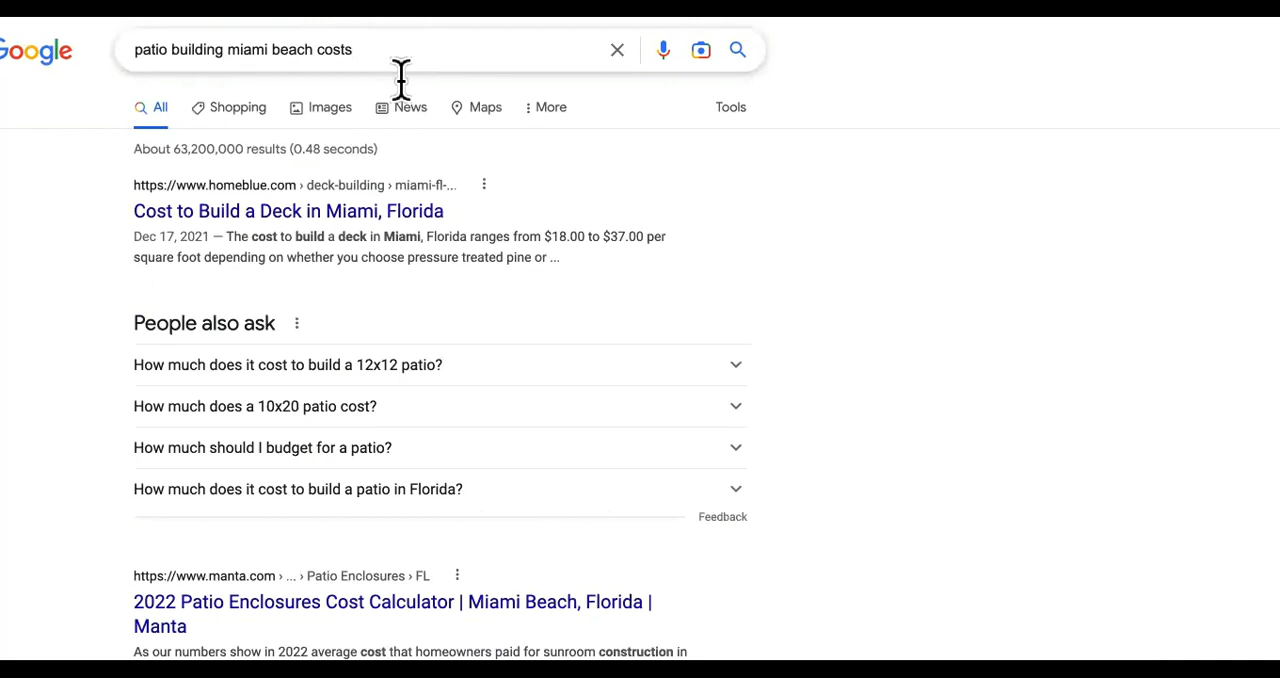 Google
patio building miami beach costs
All Shopping Images News Maps More Tools
About 63,200,000 results (0.48 seconds)
https://www.homeblue.com › deck-building › miami-fl-...
Cost to Build a Deck in Miami, Florida
Dec 17, 2021 — The cost to build a deck in Miami, Florida ranges from $18.00 to $37.00 per
square foot depending on whether you choose pressure treated pine or ...
People also ask
How much does it cost to build a 12x12 patio?
How much does a 10x20 patio cost?
How much should I budget for a patio?
How much does it cost to build a patio in Florida?
Feedback
https://www.manta.com › ... › Patio Enclosures › FL
2022 Patio Enclosures Cost Calculator | Miami Beach, Florida |
Manta
As our numbers show in 2022 average cost that homeowners paid for sunroom construction in